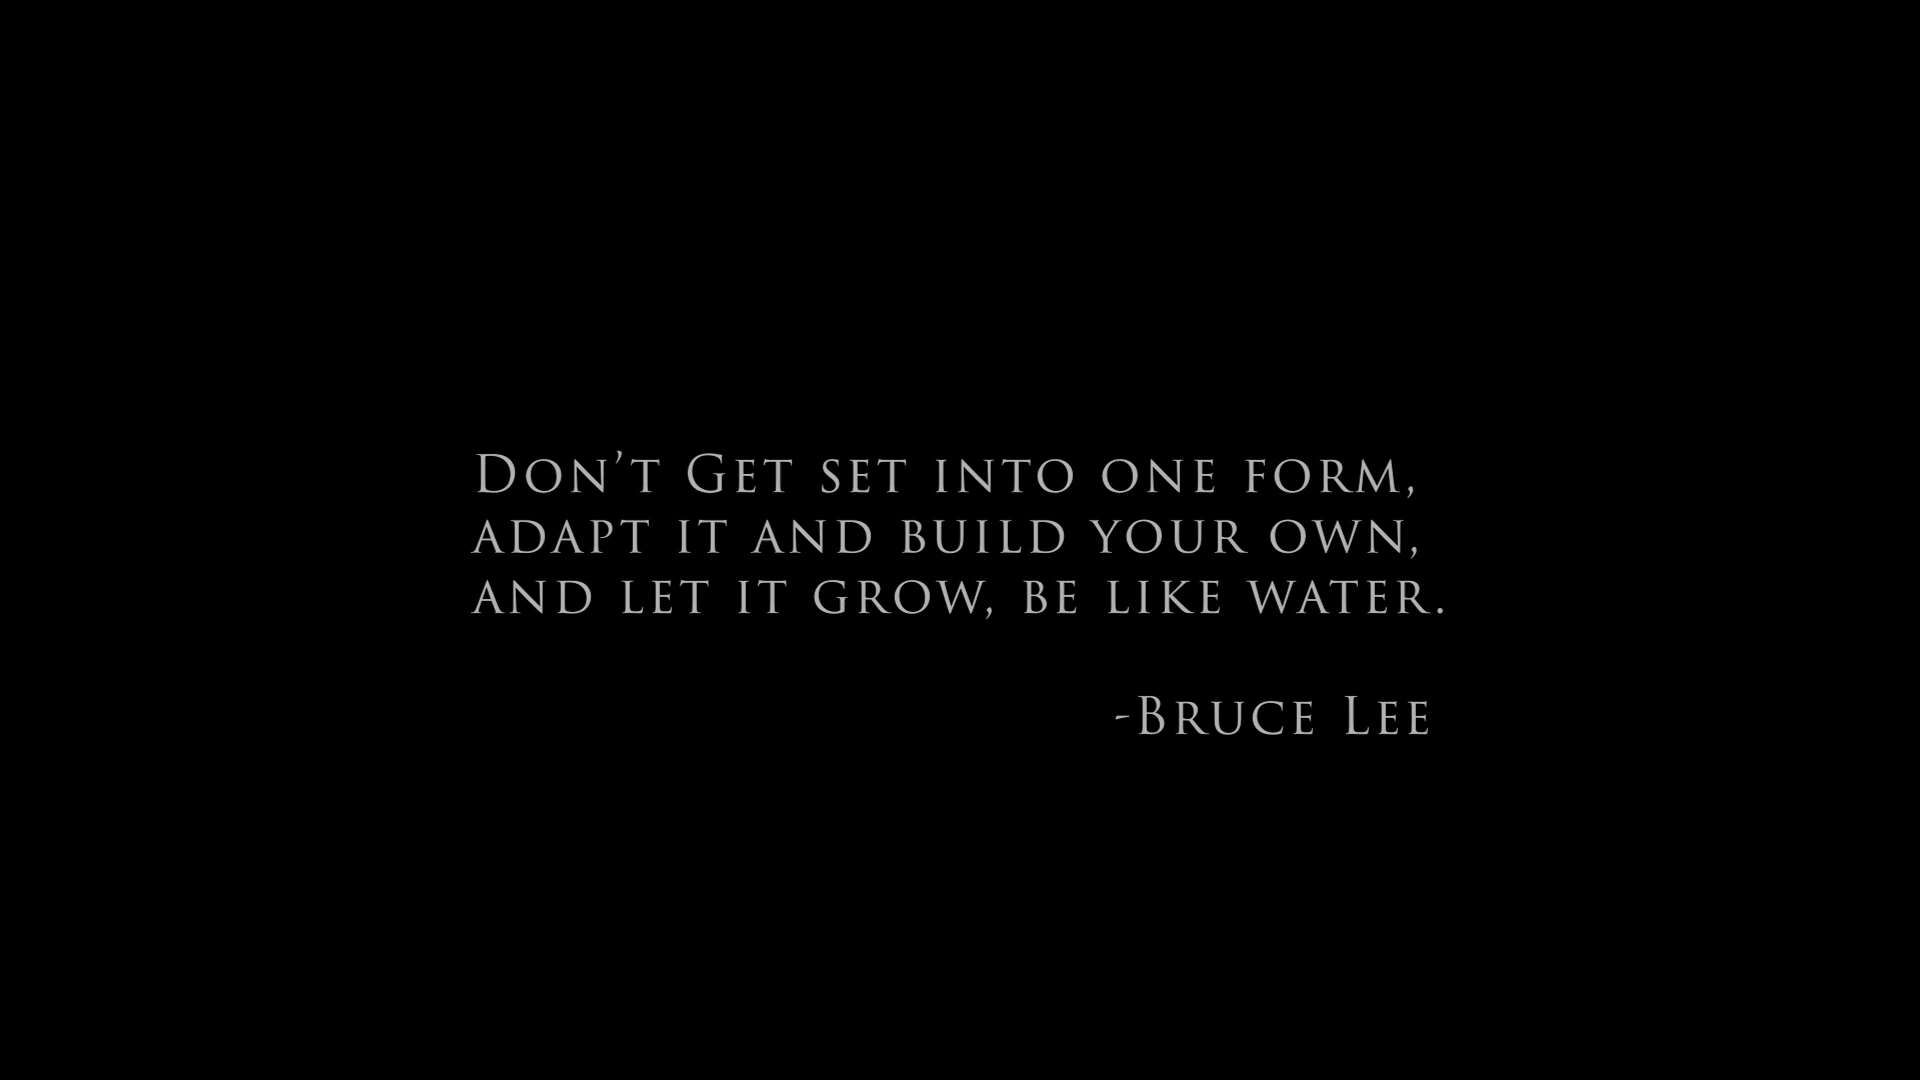 Don’t Get set into one form,
adapt it and build your own,
and let it grow, be like water.
-Bruce Lee